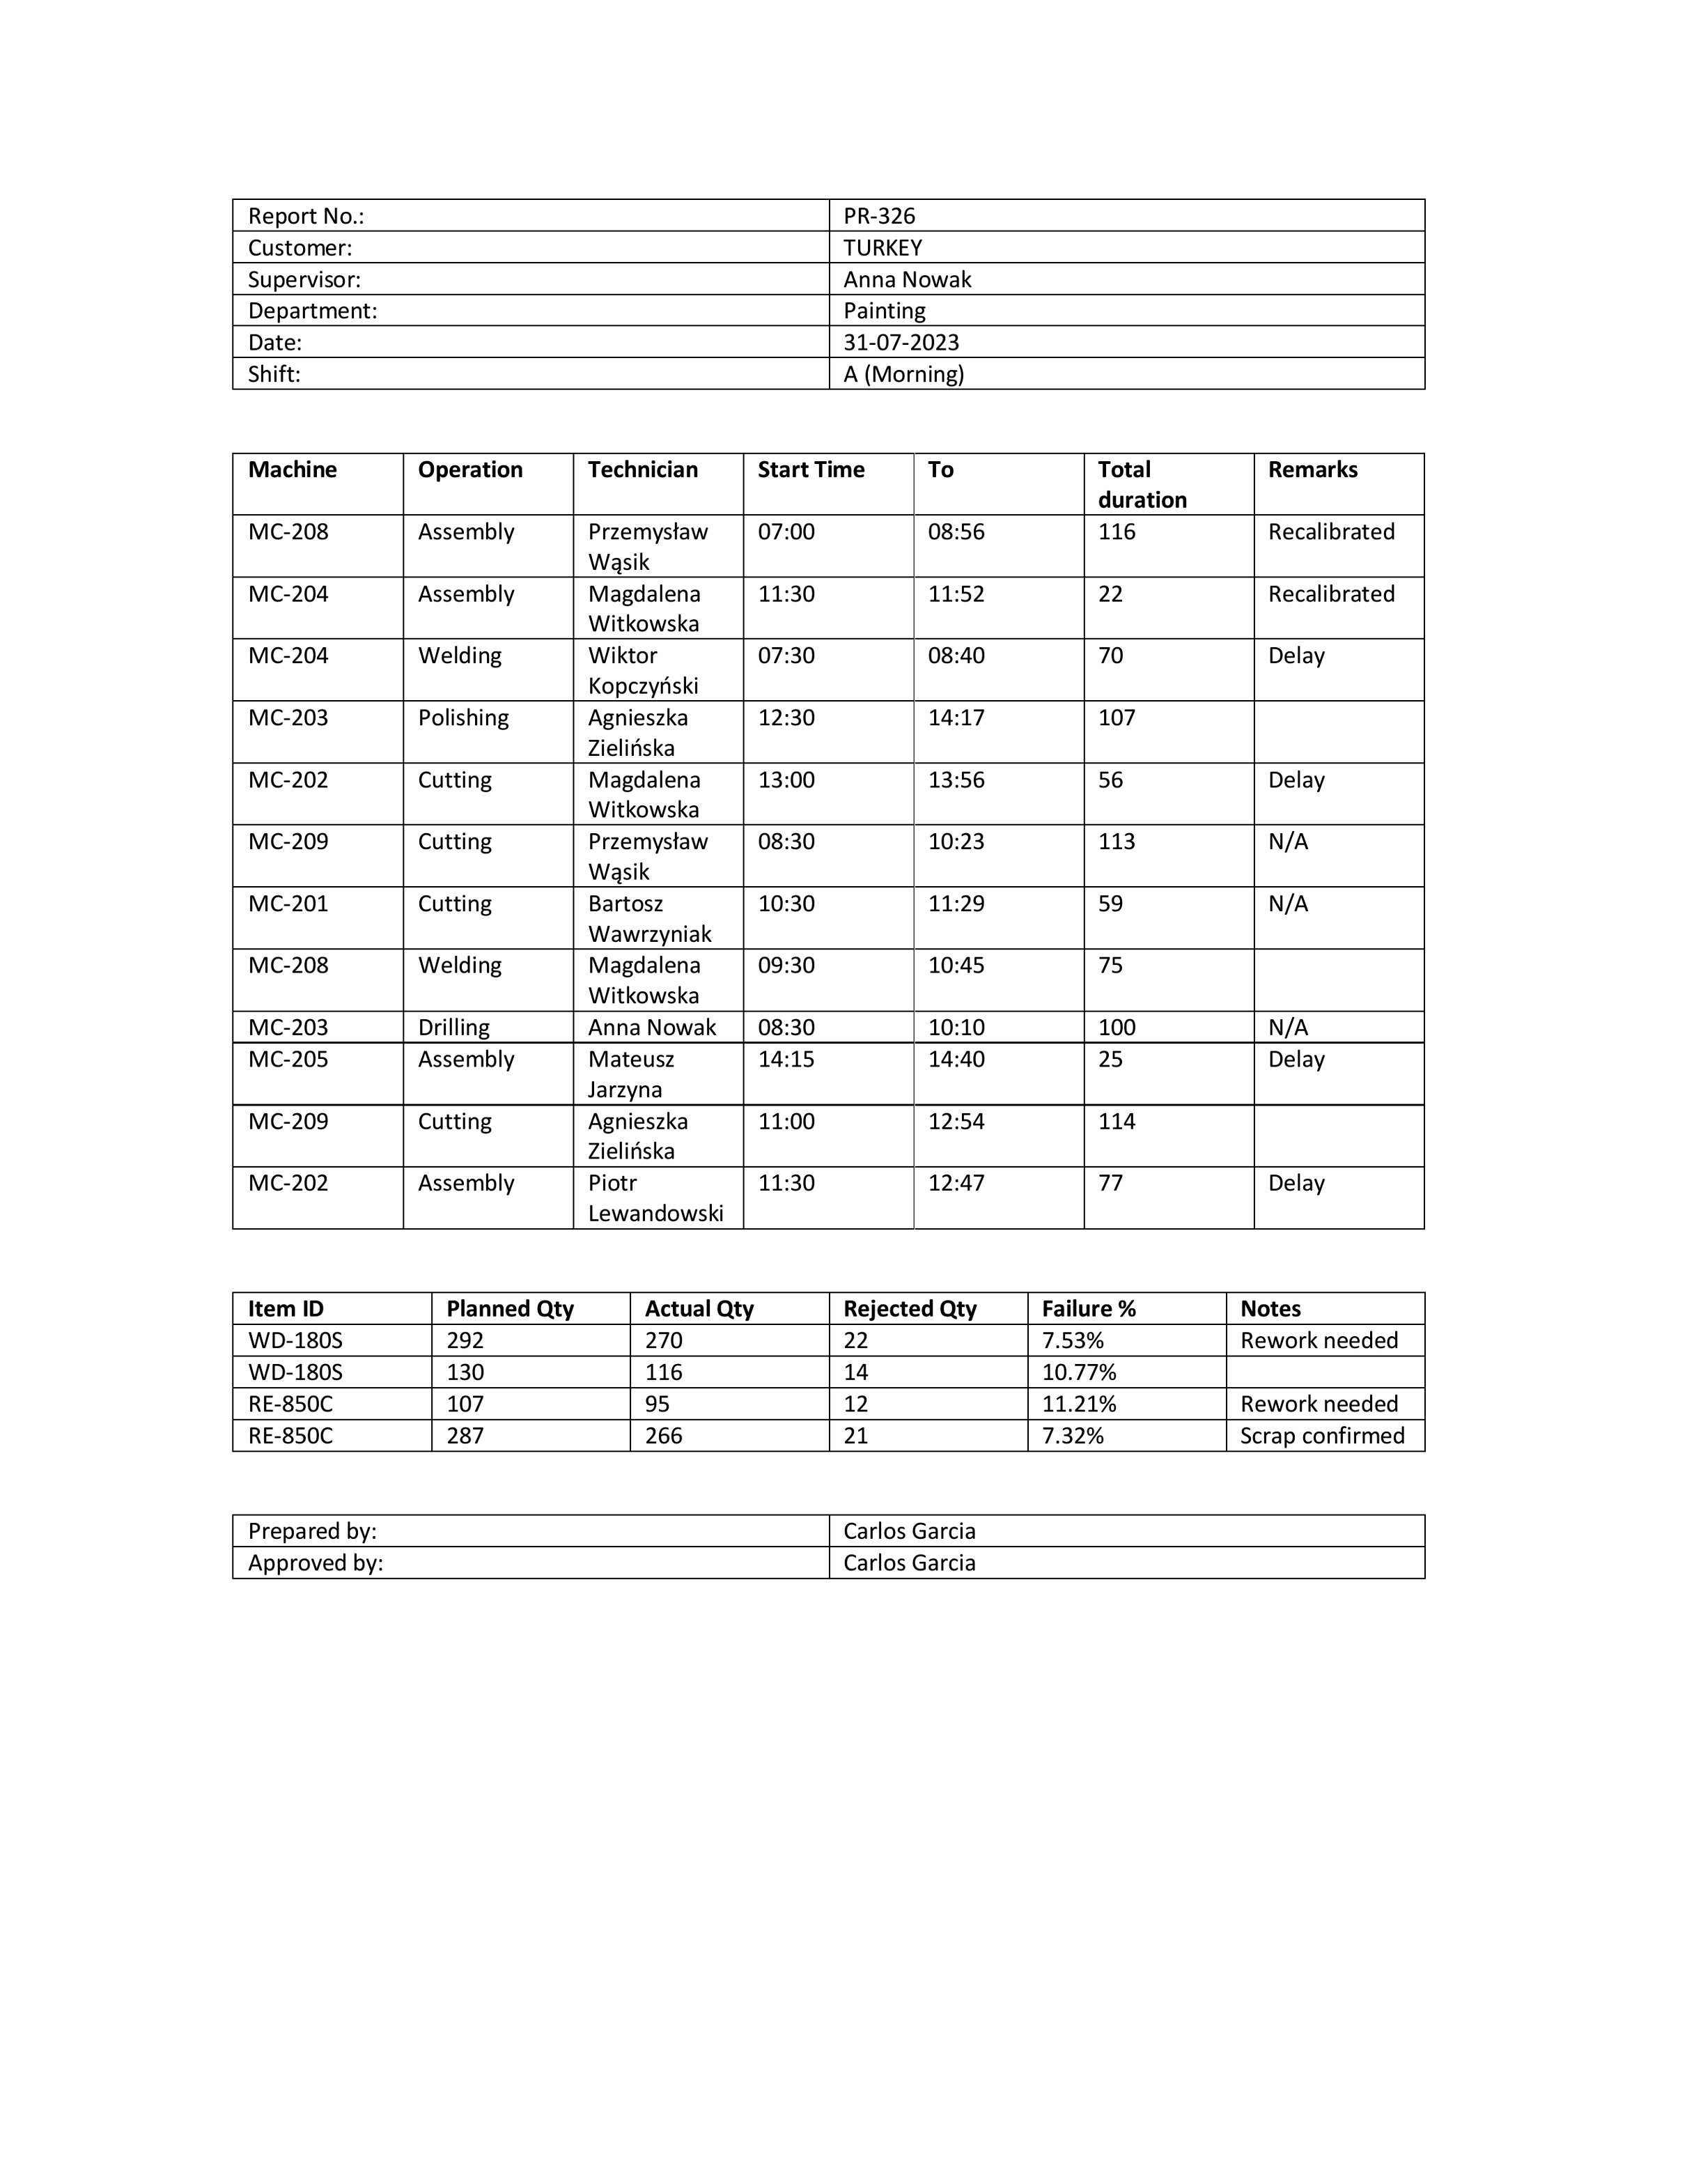 Report No.: PR-326
Customer: TURKEY
Supervisor: Anna Nowak
Department: Painting
Date: 31-07-2023
Shift: A (Morning)
Machine Operation Technician Start Time To Total duration Remarks
MC-208 Assembly Przemysław Wąsik 07:00 08:56 116 Recalibrated
MC-204 Assembly Magdalena Witkowska 11:30 11:52 22 Recalibrated
MC-204 Welding Wiktor Kopczyński 07:30 08:40 70 Delay
MC-203 Polishing Agnieszka Zielińska 12:30 14:17 107
MC-202 Cutting Magdalena Witkowska 13:00 13:56 56 Delay
MC-209 Cutting Przemysław Wąsik 08:30 10:23 113 N/A
MC-201 Cutting Bartosz Wawrzyniak 10:30 11:29 59 N/A
MC-208 Welding Magdalena Witkowska 09:30 10:45 75
MC-203 Drilling Anna Nowak 08:30 10:10 100 N/A
MC-205 Assembly Mateusz Jarzyna 14:15 14:40 25 Delay
MC-209 Cutting Agnieszka Zielińska 11:00 12:54 114
MC-202 Assembly Piotr Lewandowski 11:30 12:47 77 Delay
Item ID Planned Qty Actual Qty Rejected Qty Failure % Notes
WD-180S 292 270 22 7.53% Rework needed
WD-180S 130 116 14 10.77%
RE-850C 107 95 12 11.21% Rework needed
RE-850C 287 266 21 7.32% Scrap confirmed
Prepared by: Carlos Garcia
Approved by: Carlos Garcia